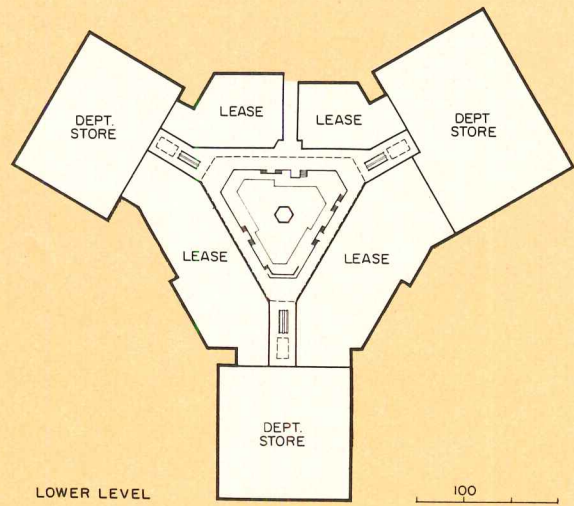 DEPT.
STORE
LEASE
LEASE
DEPT
STORE
LEASE
LEASE
DEPT.
STORE
LOWER LEVEL
100